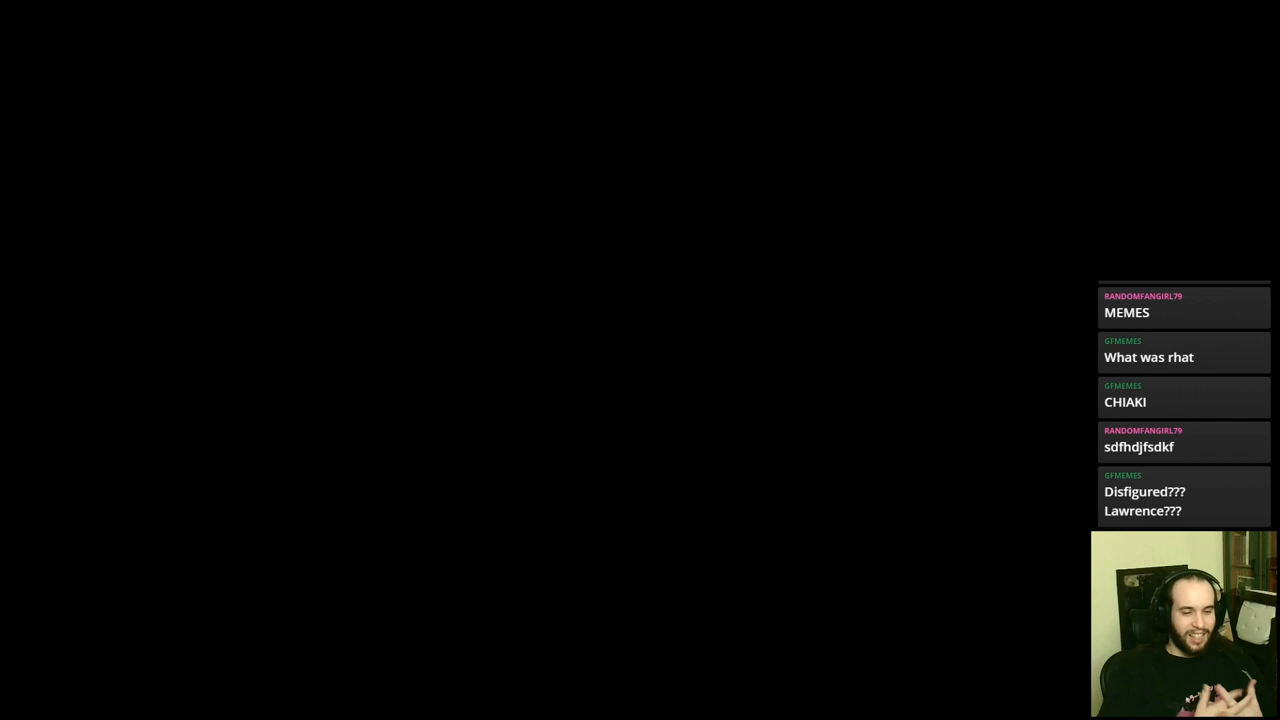 RANDOMFANGIRL79
MEMES
GFMEMES
What was rhat
GFMEMES
CHIAKI
RANDOMFANGIRL79
sdfhdjfsdkf
GFMEMES
Disfigured???
Lawrence???